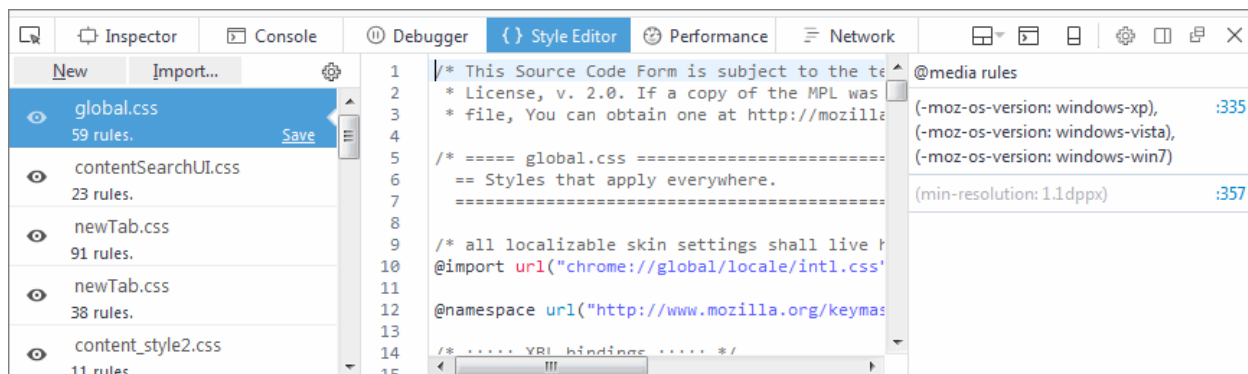 Inspector Console Debugger { } Style Editor Performance Network
New Import...
global.css
59 rules. Save
contentSearchUI.css
23 rules.
newTab.css
91 rules.
newTab.css
38 rules.
content_style2.css
11 rules.
1 /* This Source Code Form is subject to the te
2 * License, v. 2.0. If a copy of the MPL was
3 * file, You can obtain one at http://mozilla
4
5 /* ===== global.css =========================
6 == Styles that apply everywhere.
7 =============================================
8
9 /* all localizable skin settings shall live h
10 @import url("chrome://global/locale/intl.css"
11
12 @namespace url("http://www.mozilla.org/keymas
13
14 /* ::::: XBL bindings ::::: */
15
@media rules
(-moz-os-version: windows-xp), :335
(-moz-os-version: windows-vista),
(-moz-os-version: windows-win7)
(min-resolution: 1.1dppx) :357